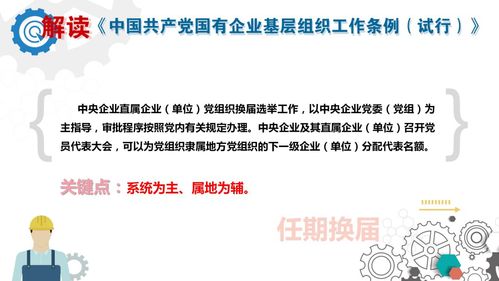 解读《中国共产党国有企业基层组织工作条例（试行）》
中央企业直属企业（单位）党组织换届选举工作，以中央企业党委（党组）为
主指导，审批程序按照党内有关规定办理。中央企业及其直属企业（单位）召开党
员代表大会，可以为党组织隶属地方党组织的下一级企业（单位）分配代表名额。
关键点：系统为主、属地为辅。
任期换届